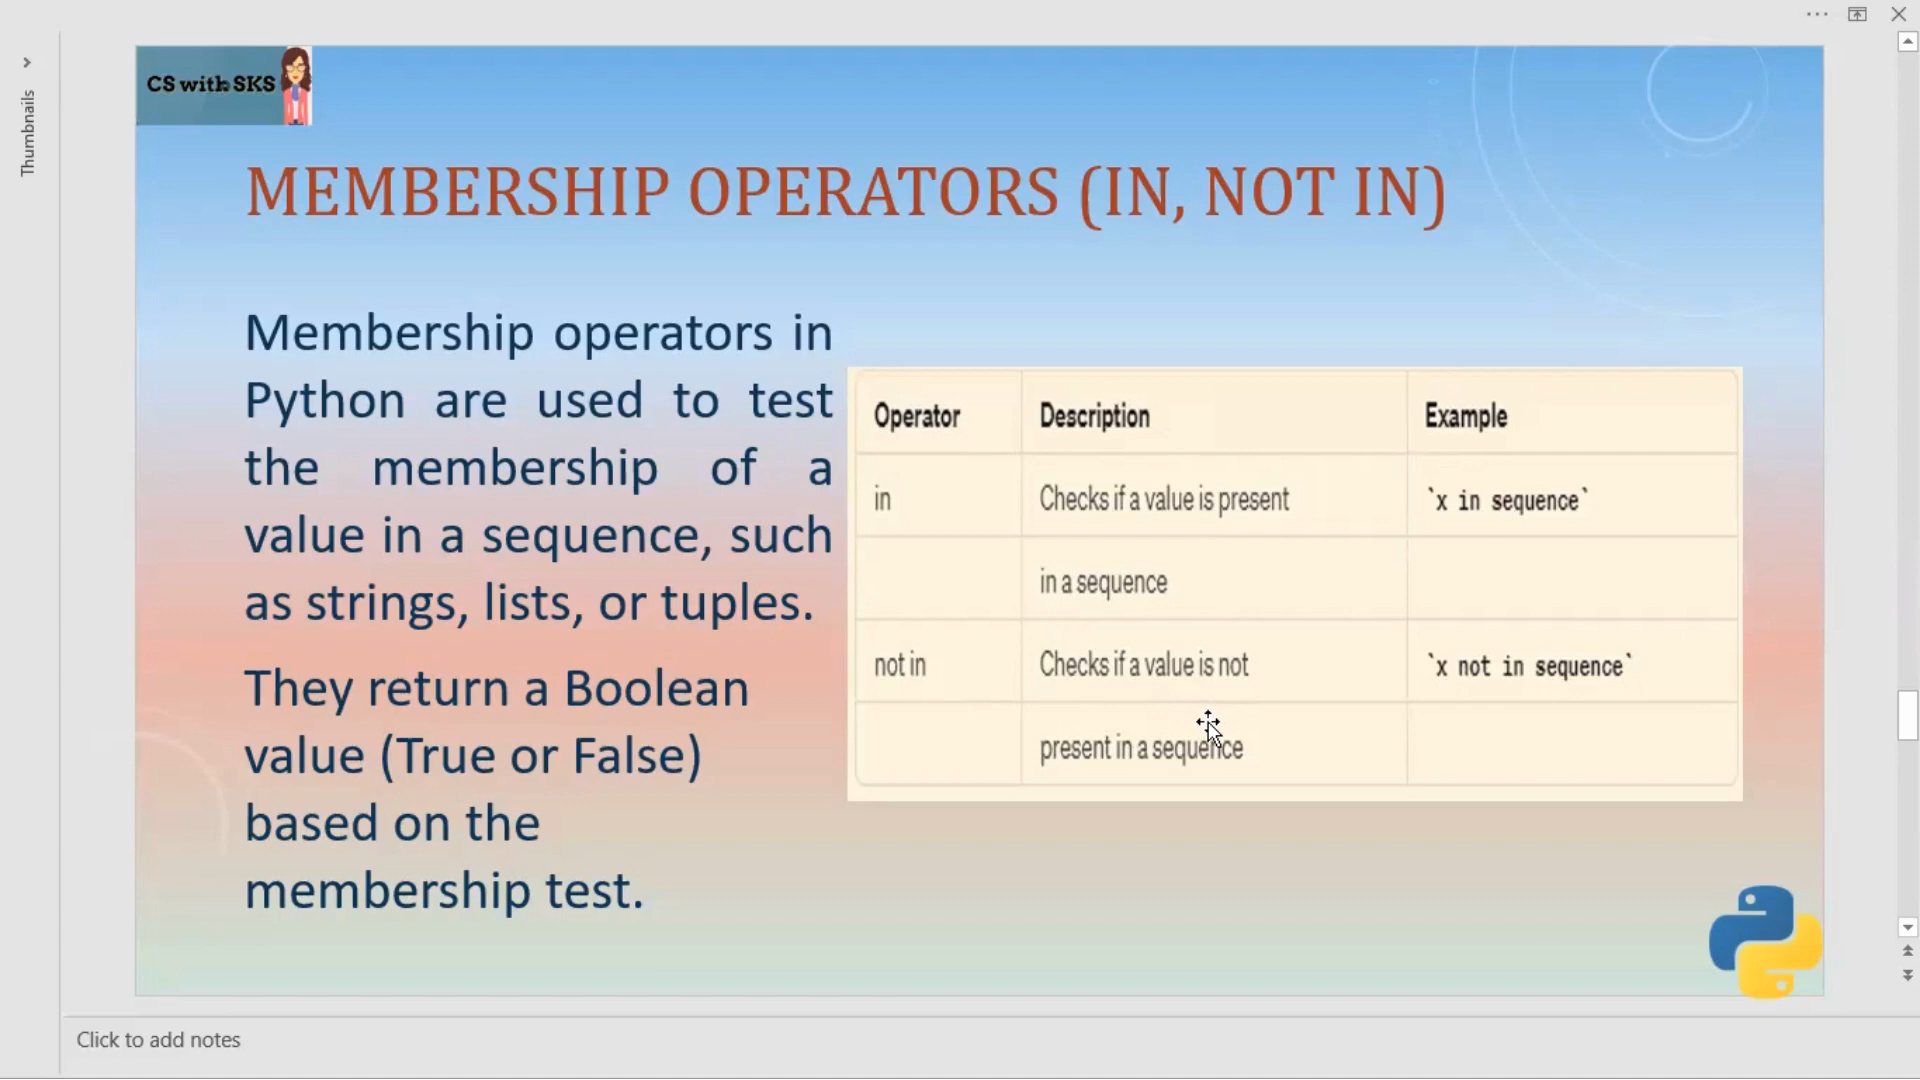 Thumbnails
CS with SKS
MEMBERSHIP OPERATORS (IN, NOT IN)
Membership operators in
Python are used to test
the membership of a
value in a sequence, such
as strings, lists, or tuples.
They return a Boolean
value (True or False)
based on the
membership test.
Operator Description Example
in Checks if a value is present `x in sequence`
in a sequence
not in Checks if a value is not `x not in sequence`
present in a sequence
Click to add notes